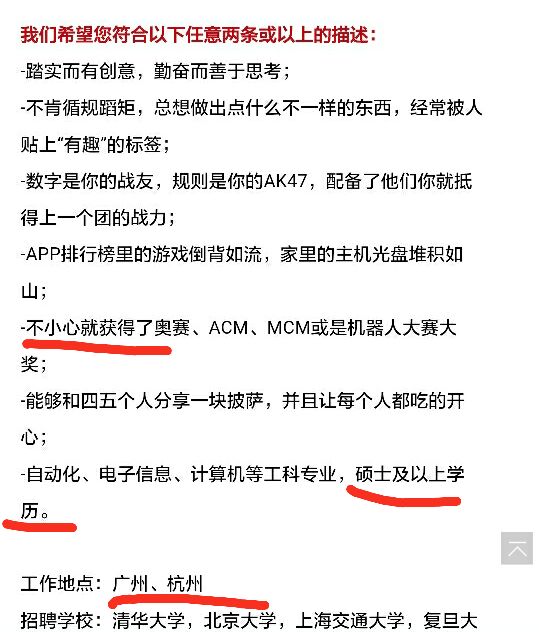 我们希望您符合以下任意两条或以上的描述：
-踏实而有创意，勤奋而善于思考；
-不肯循规蹈矩，总想做出点什么不一样的东西，经常被人
贴上“有趣”的标签；
-数字是你的战友，规则是你的AK47，配备了他们你就抵
得上一个团的战力；
-APP排行榜里的游戏倒背如流，家里的主机光盘堆积如
山；
-不小心就获得了奥赛、ACM、MCM或是机器人大赛大
奖；
-能够和四五个人分享一块披萨，并且让每个人都吃的开
心；
-自动化、电子信息、计算机等工科专业，硕士及以上学
历。
工作地点：广州、杭州
招聘学校：清华大学，北京大学，上海交通大学，复旦大